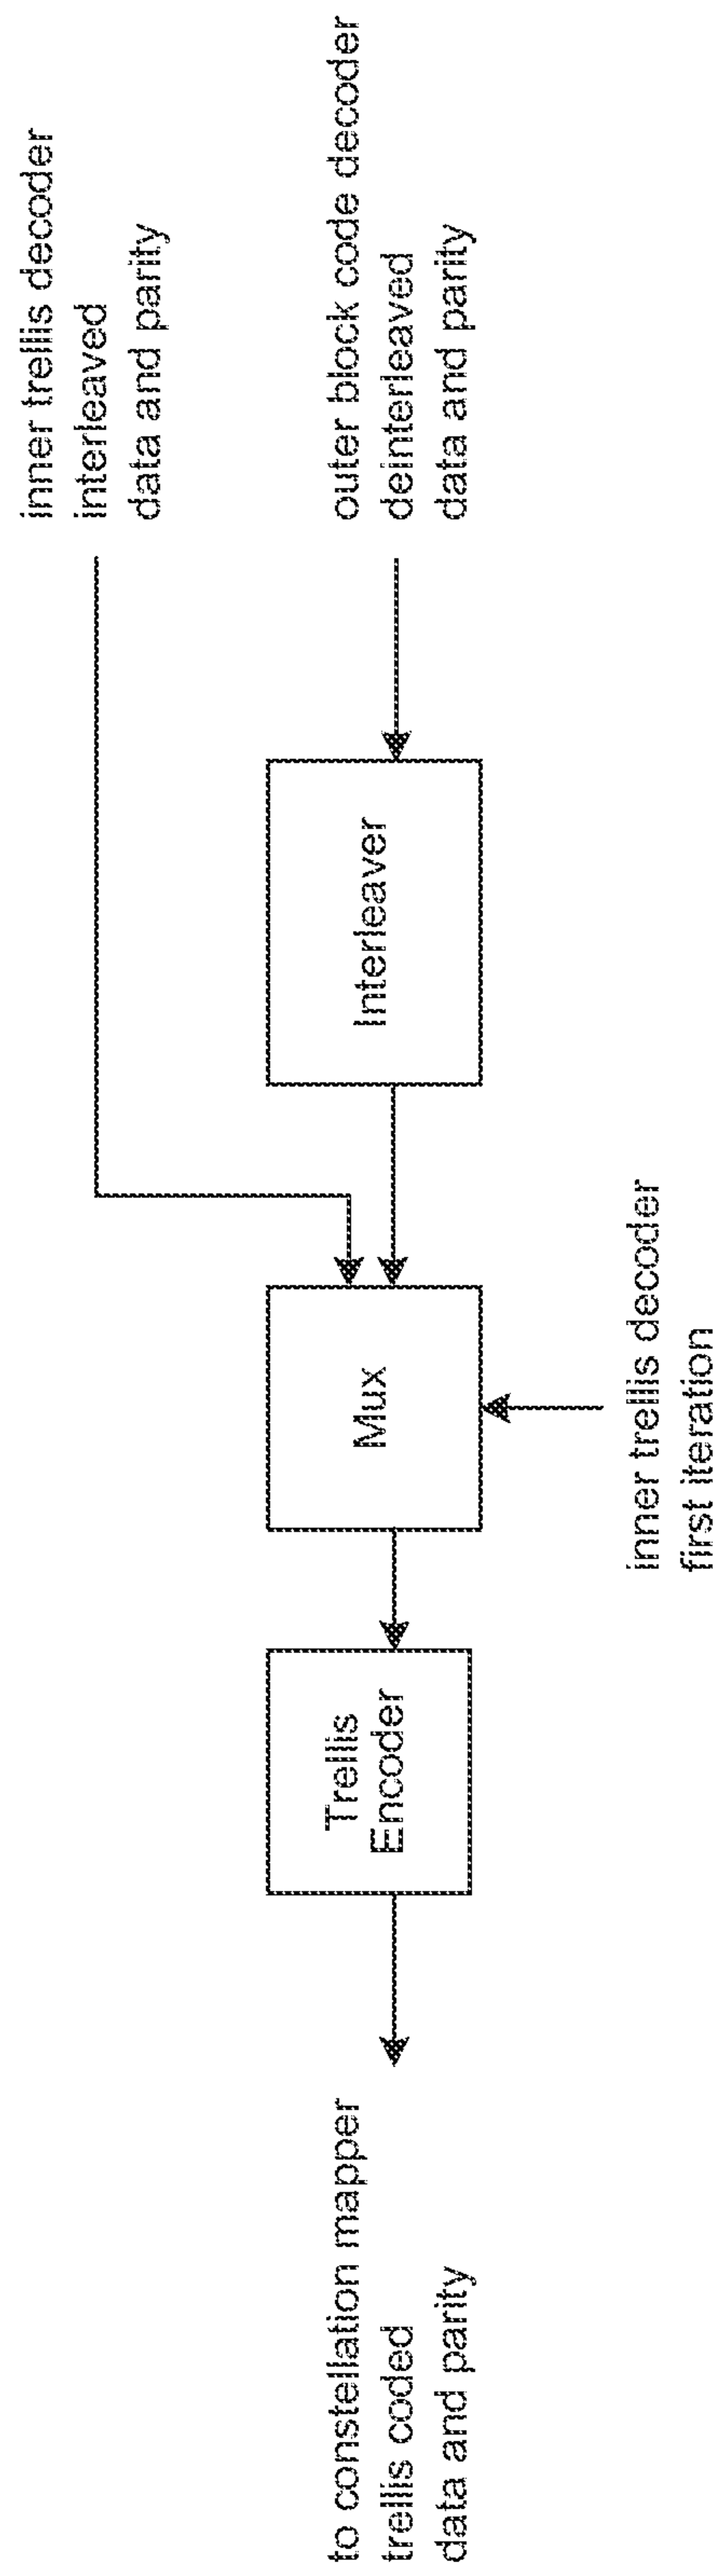 inner trellis decoder
interleaved
data and parity
outer block code decoder
deinterleaved
data and parity
Interleaver
Mux
inner trellis decoder
first iteration
Trellis
Encoder
to constellation mapper
trellis coded
data and parity